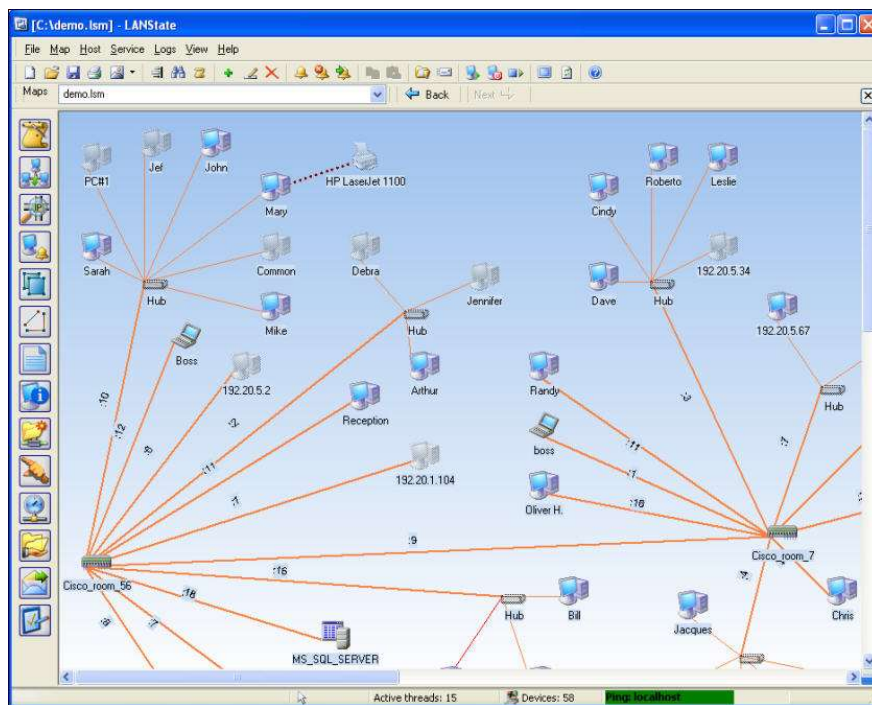 [C:\demo.lsm] - LANState
File Map Host Service Logs View Help
Maps demo.lsm Back Next
PC#1
Jef
John
HP LaserJet 1100
Mary
Roberto
Leslie
Cindy
Sarah
Common
Debra
Jennifer
192.20.5.34
Hub
Dave
Hub
Mike
Hub
192.20.5.67
Boss
192.20.5.2
Arthur
Randy
Hub
Reception
:10
:12
:2
:11
:11
boss
:1
192.20.1.104
:16
Oliver H.
:9
Cisco_room_7
Cisco_room_56
:16
:18
Hub
Bill
Jacques
Chris
MS_SQL_SERVER
Active threads: 15 Devices: 58 Ping: localhost